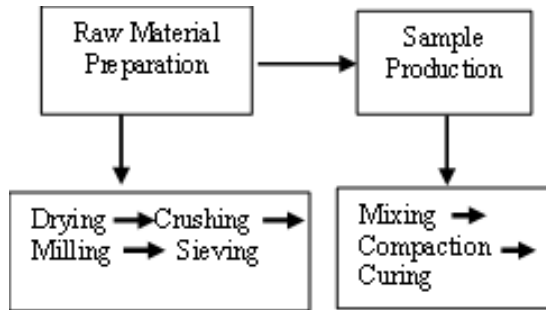 Raw Material
Preparation
Sample
Production
Drying → Crushing →
Milling → Sieving
Mixing →
Compaction →
Curing